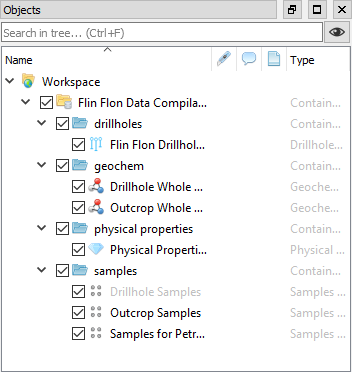 Objects
Search in tree... (Ctrl+F)
Name Type
Workspace
Flin Flon Data Compila... Contain...
drillholes Contain...
Flin Flon Drillhol... Drillhole...
geochem Contain...
Drillhole Whole ... Geoche...
Outcrop Whole ... Geoche...
physical properties Contain...
Physical Properti... Physical ...
samples Contain...
Drillhole Samples Samples ...
Outcrop Samples Samples ...
Samples for Petr... Samples ...